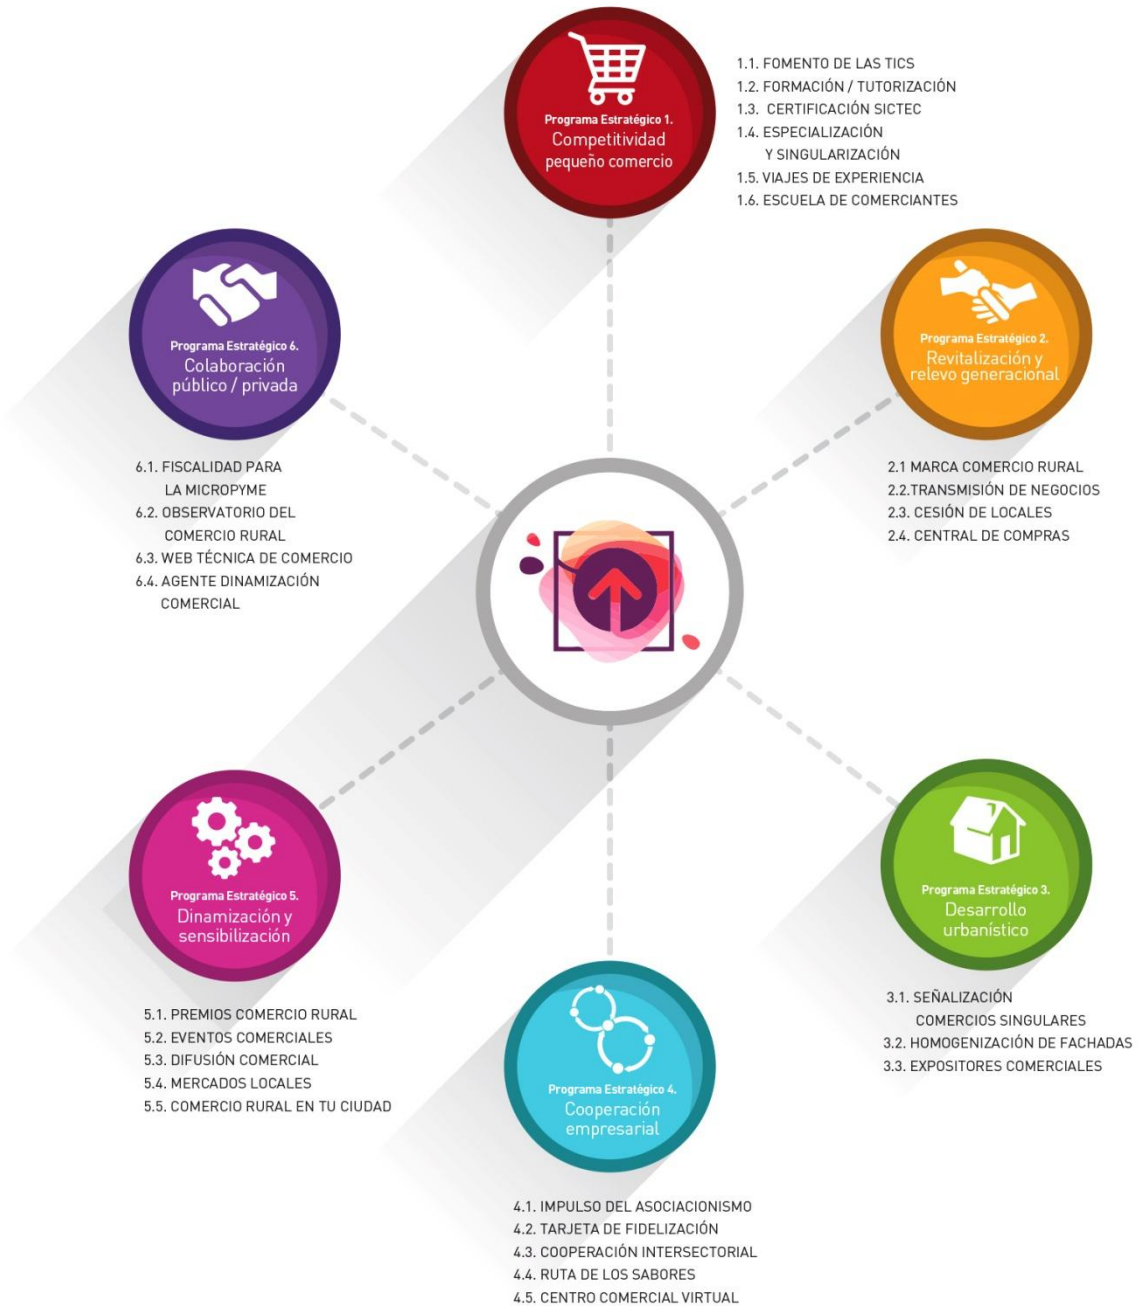 Programa Estratégico 1.
Competitividad
pequeño comercio
1.1. FOMENTO DE LAS TICS
1.2. FORMACIÓN / TUTORIZACIÓN
1.3. CERTIFICACIÓN SICTEC
1.4. ESPECIALIZACIÓN
Y SINGULARIZACIÓN
1.5. VIAJES DE EXPERIENCIA
1.6. ESCUELA DE COMERCIANTES
Programa Estratégico 2.
Revitalización y
relevo generacional
2.1 MARCA COMERCIO RURAL
2.2.TRANSMISIÓN DE NEGOCIOS
2.3. CESIÓN DE LOCALES
2.4. CENTRAL DE COMPRAS
Programa Estratégico 3.
Desarrollo
urbanístico
3.1. SEÑALIZACIÓN
COMERCIOS SINGULARES
3.2. HOMOGENIZACIÓN DE FACHADAS
3.3. EXPOSITORES COMERCIALES
Programa Estratégico 4.
Cooperación
empresarial
4.1. IMPULSO DEL ASOCIACIONISMO
4.2. TARJETA DE FIDELIZACIÓN
4.3. COOPERACIÓN INTERSECTORIAL
4.4. RUTA DE LOS SABORES
4.5. CENTRO COMERCIAL VIRTUAL
Programa Estratégico 5.
Dinamización y
sensibilización
5.1. PREMIOS COMERCIO RURAL
5.2. EVENTOS COMERCIALES
5.3. DIFUSIÓN COMERCIAL
5.4. MERCADOS LOCALES
5.5. COMERCIO RURAL EN TU CIUDAD
Programa Estratégico 6.
Colaboración
público / privada
6.1. FISCALIDAD PARA
LA MICROPYME
6.2. OBSERVATORIO DEL
COMERCIO RURAL
6.3. WEB TÉCNICA DE COMERCIO
6.4. AGENTE DINAMIZACIÓN
COMERCIAL